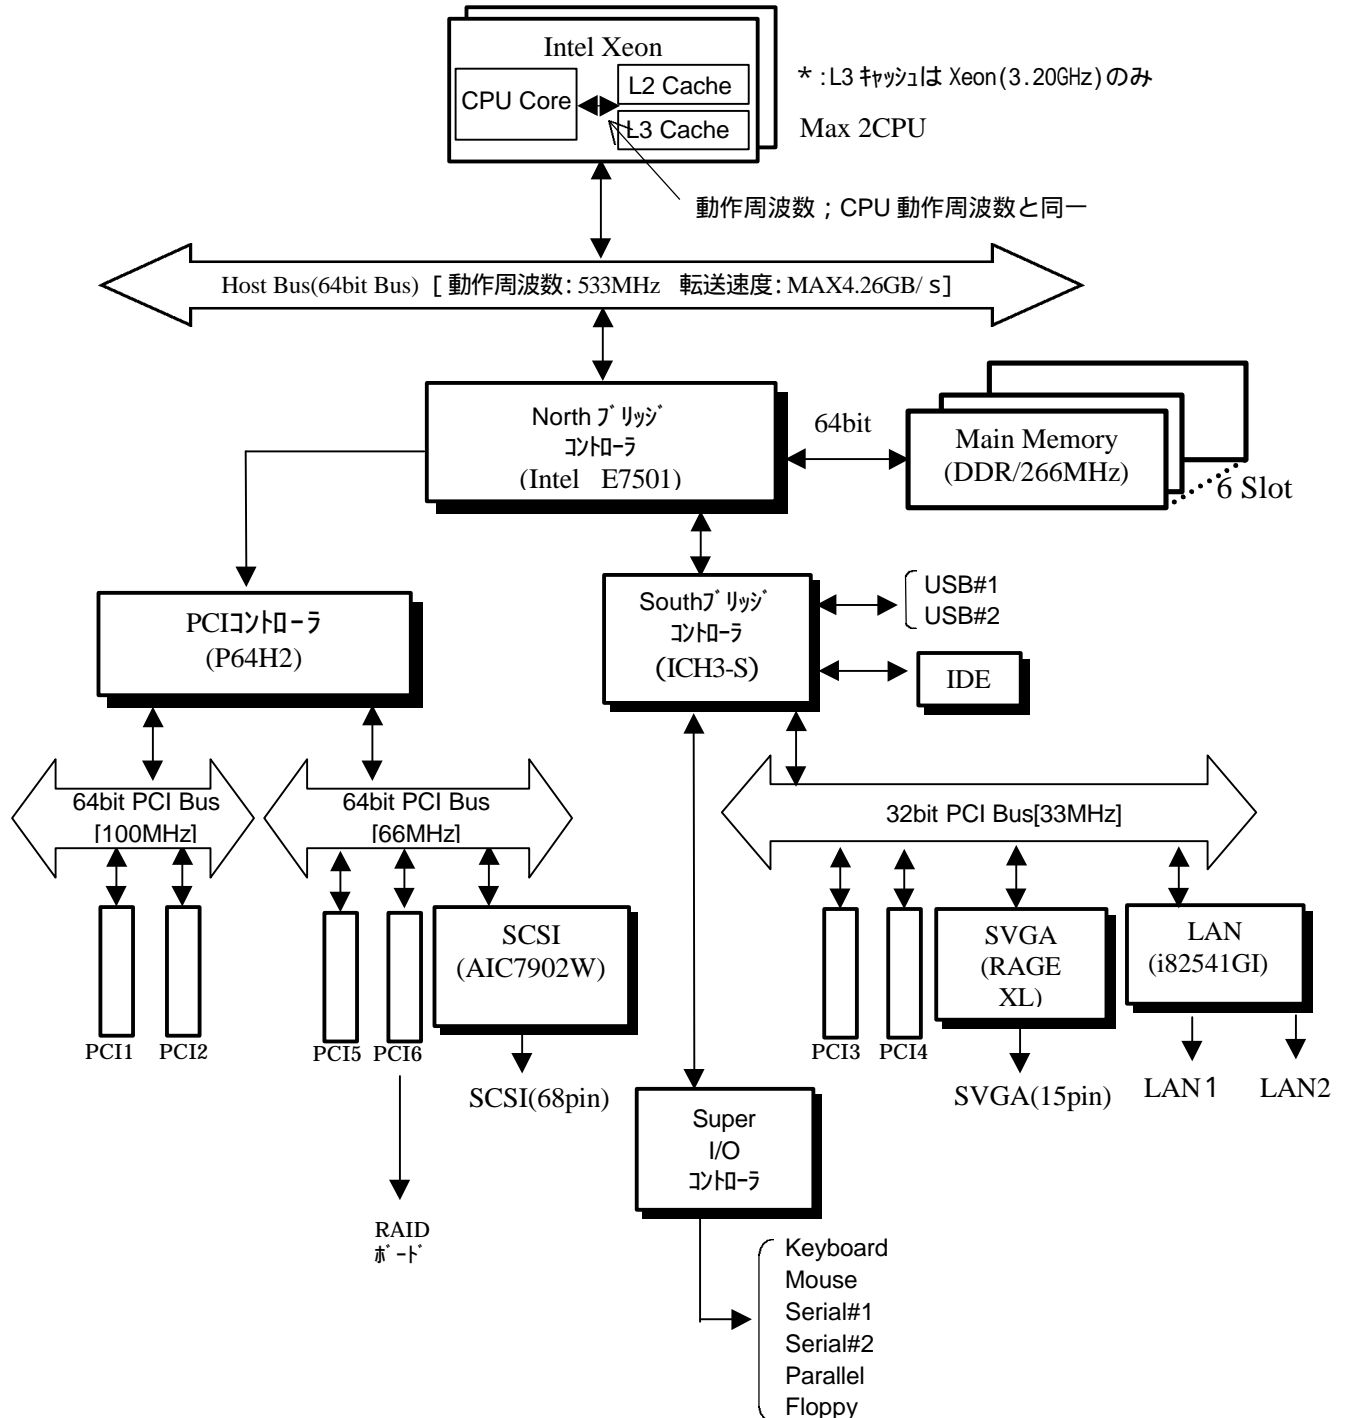 Intel Xeon
CPU Core
L2 Cache
L3 Cache
* :L3 ｷｬｯｼｭは Xeon(3.20GHz)のみ
Max 2CPU
動作周波数 ; CPU 動作周波数と同一
Host Bus(64bit Bus) [ 動作周波数: 533MHz 転送速度: MAX4.26GB/ s]
North ﾌﾞﾘｯｼﾞ
ｺﾝﾄﾛｰﾗ
(Intel E7501)
64bit
Main Memory
(DDR/266MHz)
6 Slot
PCIコントローラ
(P64H2)
Southﾌﾞﾘｯｼﾞ
ｺﾝﾄﾛｰﾗ
(ICH3-S)
USB#1
USB#2
IDE
64bit PCI Bus
[100MHz]
64bit PCI Bus
[66MHz]
32bit PCI Bus[33MHz]
PCI1
PCI2
PCI5
PCI6
SCSI
(AIC7902W)
PCI3
PCI4
SVGA
(RAGE
XL)
LAN
(i82541GI)
SCSI(68pin)
SVGA(15pin)
LAN1
LAN2
RAID
ﾎﾞｰﾄﾞ
Super
I/O
ｺﾝﾄﾛｰﾗ
Keyboard
Mouse
Serial#1
Serial#2
Parallel
Floppy